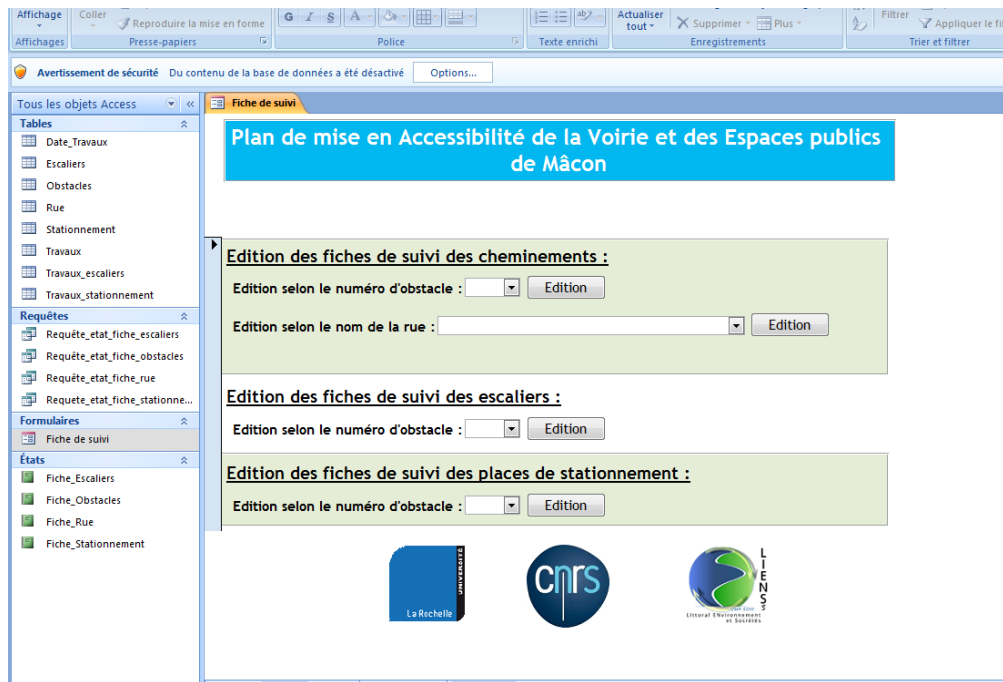 Affichage
Coller
Reproduire la mise en forme
G I S A
ab
Actualiser
tout
Supprimer
Plus
Filtrer
Appliquer le fi
Affichages
Presse-papiers
Police
Texte enrichi
Enregistrements
Trier et filtrer
Avertissement de sécurité Du contenu de la base de données a été désactivé Options...
Tous les objets Access
Fiche de suivi
Tables
Date_Travaux
Escaliers
Obstacles
Rue
Stationnement
Travaux
Travaux_escaliers
Travaux_stationnement
Requêtes
Requête_etat_fiche_escaliers
Requête_etat_fiche_obstacles
Requête_etat_fiche_rue
Requete_etat_fiche_stationne...
Formulaires
Fiche de suivi
États
Fiche_Escaliers
Fiche_Obstacles
Fiche_Rue
Fiche_Stationnement
Plan de mise en Accessibilité de la Voirie et des Espaces publics
de Mâcon
Edition des fiches de suivi des cheminements :
Edition selon le numéro d'obstacle : Edition
Edition selon le nom de la rue : Edition
Edition des fiches de suivi des escaliers :
Edition selon le numéro d'obstacle : Edition
Edition des fiches de suivi des places de stationnement :
Edition selon le numéro d'obstacle : Edition
UNIVERSITÉ
La Rochelle
cnrs
LIENSs
Littoral ENvironnement
et Sociétés